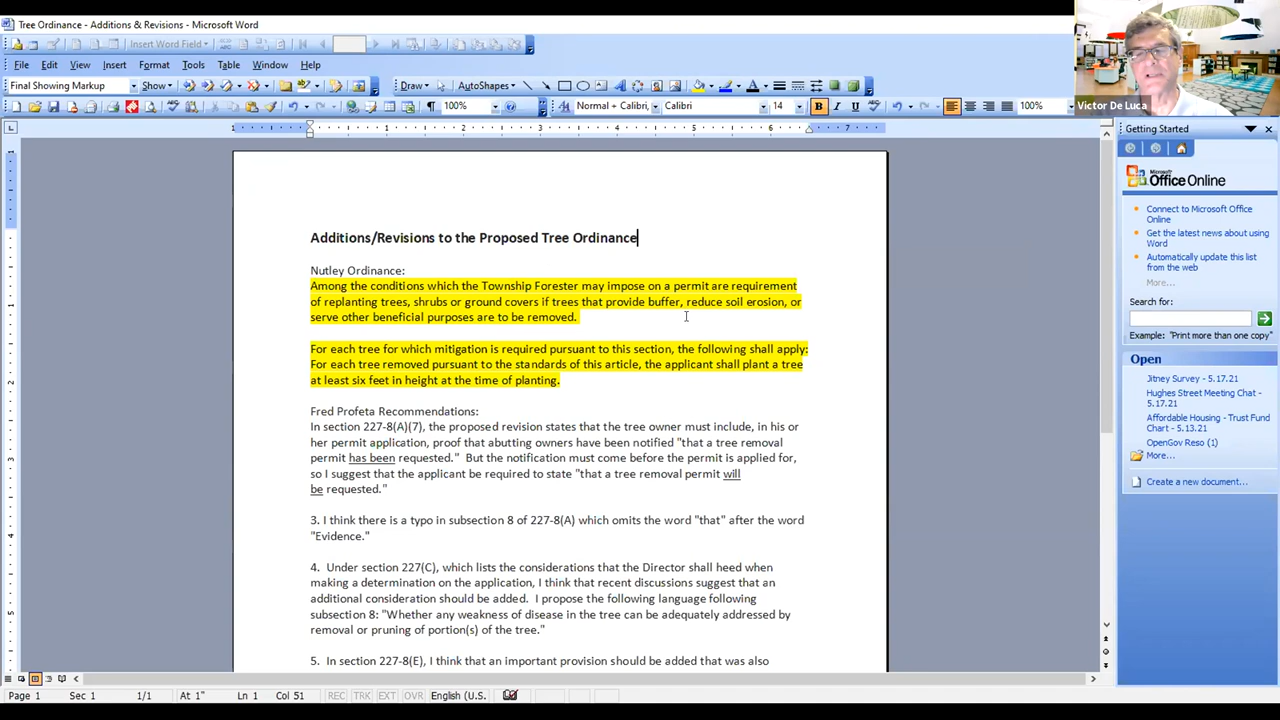 Tree Ordinance - Additions & Revisions - Microsoft Word
Insert Word Field
File Edit View Insert Format Tools Table Window Help
Final Showing Markup Show Draw AutoShapes
100% Normal + Calibri, Calibri 14 B I U 100%
Victor De Luca
1 1 2 3 4 5 6 7
Getting Started
Microsoft
Office Online
Connect to Microsoft Office
Online
Get the latest news about using
Word
Automatically update this list
from the web
More...
Search for:
Example: "Print more than one copy"
Open
Jitney Survey - 5.17.21
Hughes Street Meeting Chat -
5.17.21
Affordable Housing - Trust Fund
Chart - 5.13.21
OpenGov Reso (1)
More...
Create a new document...
Additions/Revisions to the Proposed Tree Ordinance
Nutley Ordinance:
Among the conditions which the Township Forester may impose on a permit are requirement
of replanting trees, shrubs or ground covers if trees that provide buffer, reduce soil erosion, or
serve other beneficial purposes are to be removed.
For each tree for which mitigation is required pursuant to this section, the following shall apply:
For each tree removed pursuant to the standards of this article, the applicant shall plant a tree
at least six feet in height at the time of planting.
Fred Profeta Recommendations:
In section 227-8(A)(7), the proposed revision states that the tree owner must include, in his or
her permit application, proof that abutting owners have been notified "that a tree removal
permit has been requested."  But the notification must come before the permit is applied for,
so I suggest that the applicant be required to state "that a tree removal permit will
be requested."
3. I think there is a typo in subsection 8 of 227-8(A) which omits the word "that" after the word
"Evidence."
4.  Under section 227(C), which lists the considerations that the Director shall heed when
making a determination on the application, I think that recent discussions suggest that an
additional consideration should be added.  I propose the following language following
subsection 8: "Whether any weakness of disease in the tree can be adequately addressed by
removal or pruning of portion(s) of the tree."
5.  In section 227-8(E), I think that an important provision should be added that was also
Page 1 Sec 1 1/1 At 1" Ln 1 Col 51 REC TRK EXT OVR English (U.S.